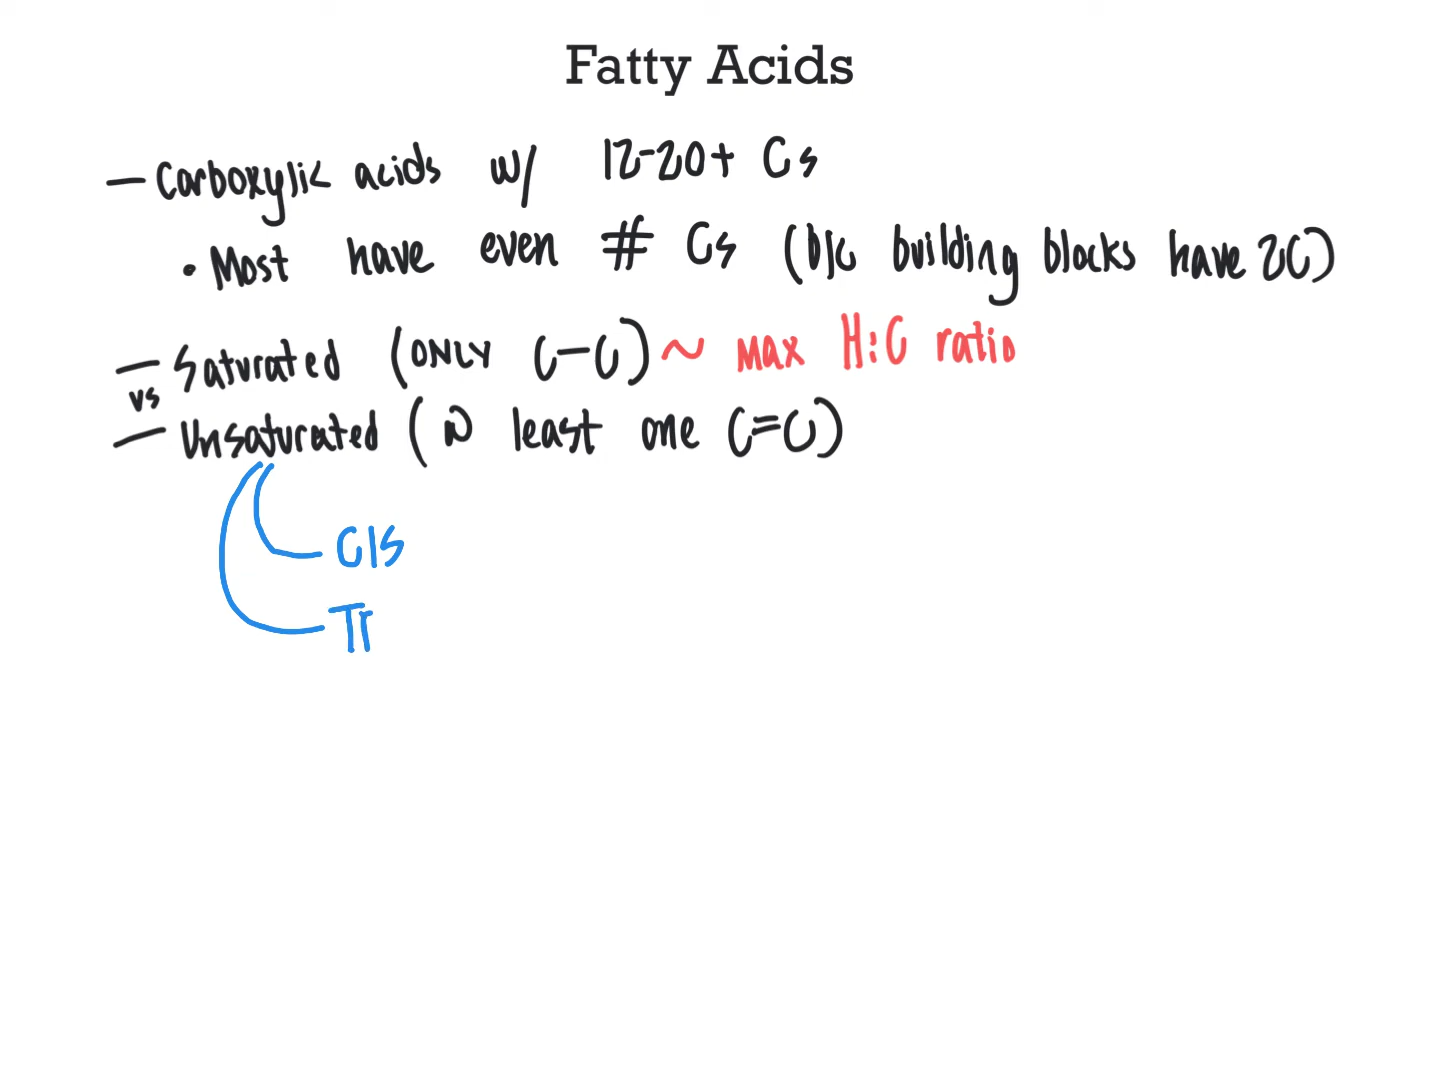 Fatty Acids
— Carboxylic acids w/ 12-20+ Cs
• Most have even # Cs (b/c building blocks have 2C)
— Saturated (ONLY C—C) ~ max H:C ratio
vs
— Unsaturated (@ least one C=C)
CIS
Tr